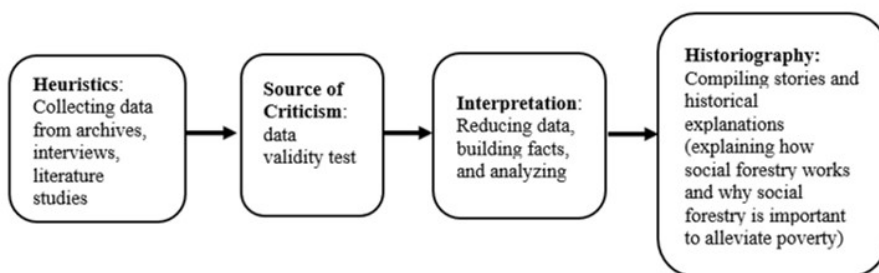 Heuristics:
Collecting data
from archives,
interviews,
literature
studies
Source of
Criticism:
data
validity test
Interpretation:
Reducing data,
building facts,
and analyzing
Historiography:
Compiling stories and
historical
explanations
(explaining how
social forestry works
and why social
forestry is important
to alleviate poverty)